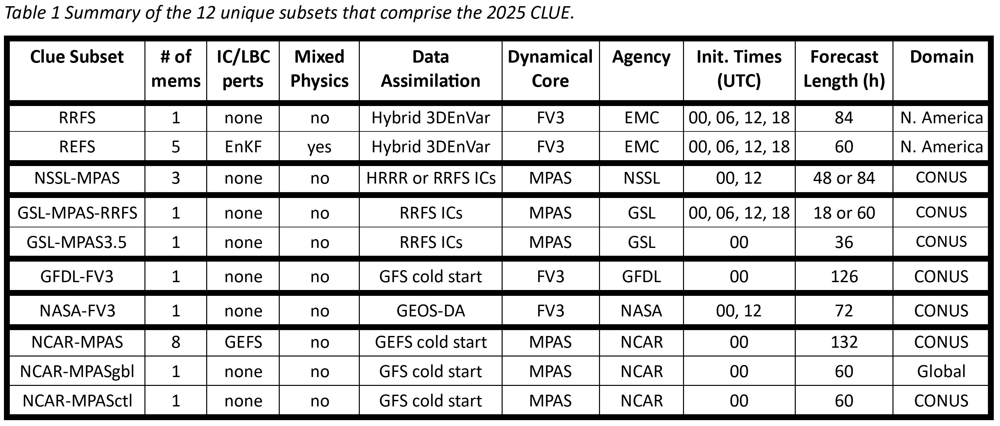 Table 1 Summary of the 12 unique subsets that comprise the 2025 CLUE.
Clue Subset # of mems IC/LBC perts Mixed Physics Data Assimilation Dynamical Core Agency Init. Times (UTC) Forecast Length (h) Domain
RRFS 1 none no Hybrid 3DEnVar FV3 EMC 00, 06, 12, 18 84 N. America
REFS 5 EnKF yes Hybrid 3DEnVar FV3 EMC 00, 06, 12, 18 60 N. America
NSSL-MPAS 3 none no HRRR or RRFS ICs MPAS NSSL 00, 12 48 or 84 CONUS
GSL-MPAS-RRFS 1 none no RRFS ICs MPAS GSL 00, 06, 12, 18 18 or 60 CONUS
GSL-MPAS3.5 1 none no RRFS ICs MPAS GSL 00 36 CONUS
GFDL-FV3 1 none no GFS cold start FV3 GFDL 00 126 CONUS
NASA-FV3 1 none no GEOS-DA FV3 NASA 00, 12 72 CONUS
NCAR-MPAS 8 GEFS no GEFS cold start MPAS NCAR 00 132 CONUS
NCAR-MPASgbl 1 none no GFS cold start MPAS NCAR 00 60 Global
NCAR-MPASctl 1 none no GFS cold start MPAS NCAR 00 60 CONUS